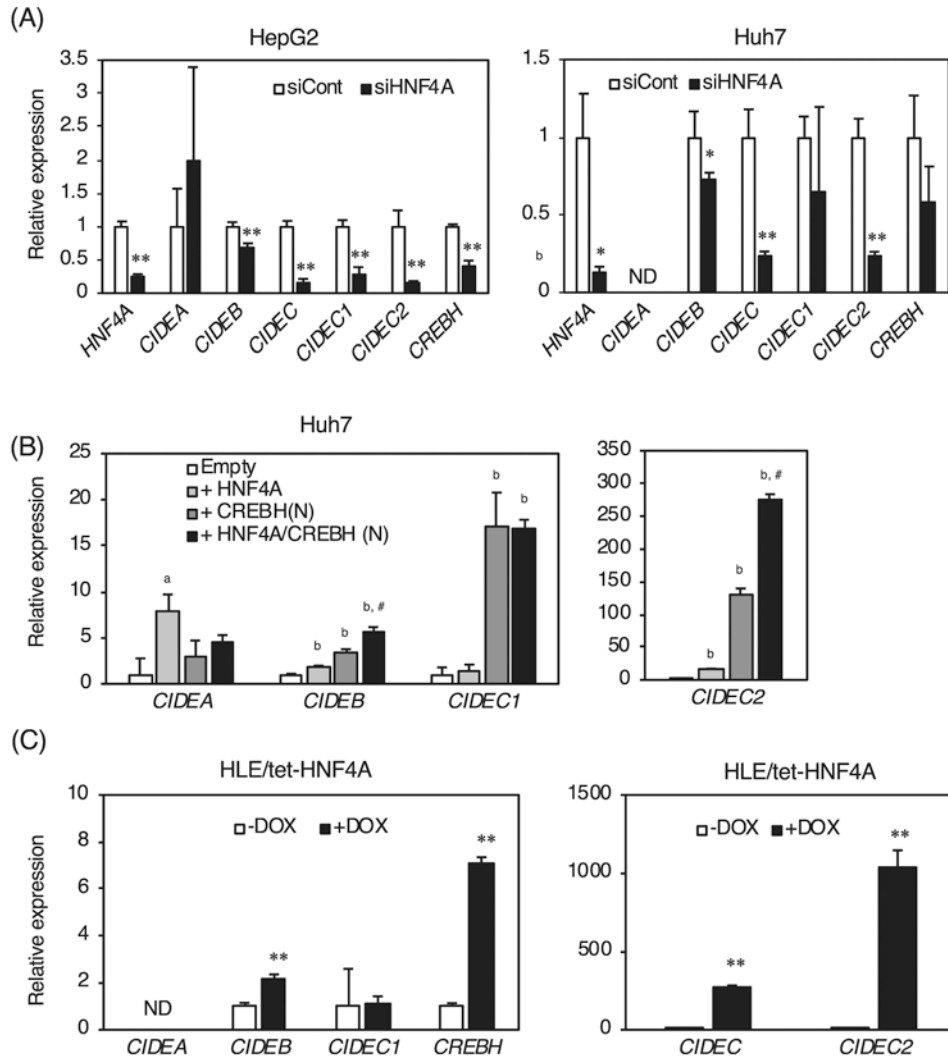 (A)
HepG2
Relative expression
3.5
3
2.5
2
1.5
1
0.5
0
siCont siHNF4A
** ** ** ** ** **
HNF4A CIDEA CIDEB CIDEC CIDEC1 CIDEC2 CREBH
Huh7
1.5
1
0.5
b
0
siCont siHNF4A
* ND * ** **
HNF4A CIDEA CIDEB CIDEC CIDEC1 CIDEC2 CREBH
(B)
Huh7
Relative expression
25
20
15
10
5
0
Empty
+ HNF4A
+ CREBH(N)
+ HNF4A/CREBH (N)
a b b b, # b b
CIDEA CIDEB CIDEC1
350
300
250
200
150
100
50
0
b b b, #
CIDEC2
(C)
HLE/tet-HNF4A
Relative expression
10
8
6
4
2
0
-DOX +DOX
ND ** **
CIDEA CIDEB CIDEC1 CREBH
HLE/tet-HNF4A
1500
1000
500
0
-DOX +DOX
** **
CIDEC CIDEC2